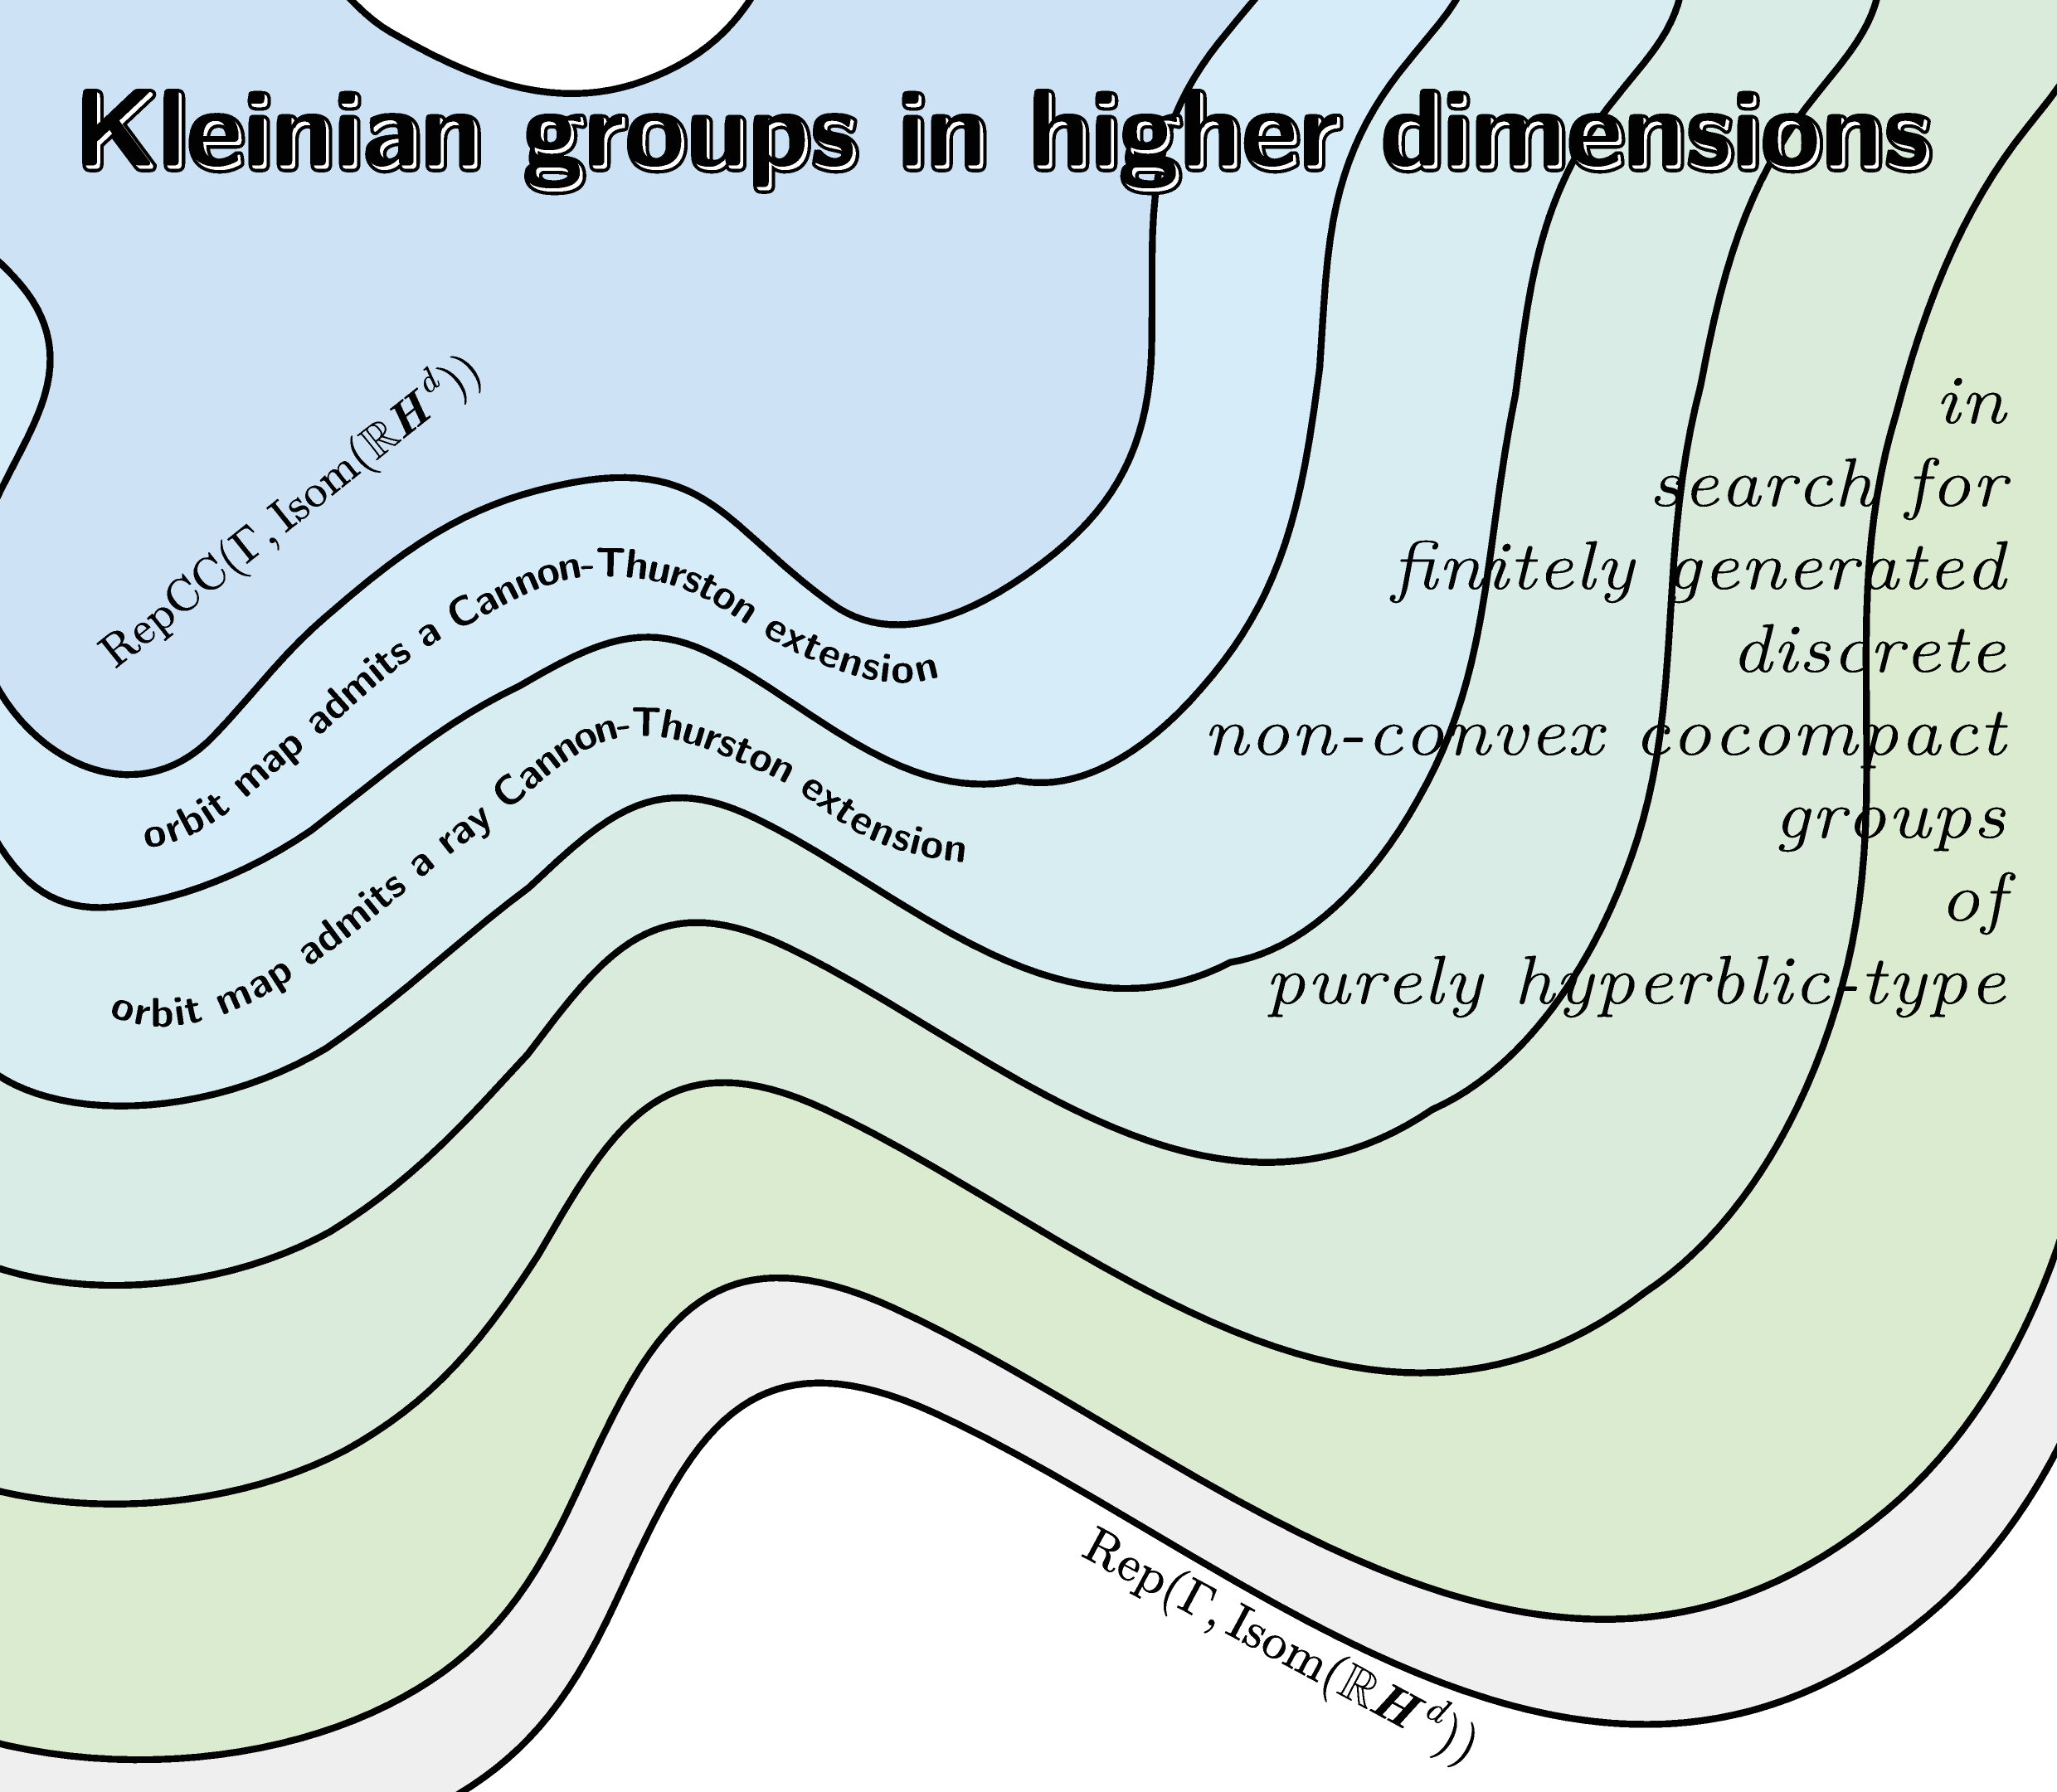 Kleinian groups in higher dimensions
RepCC(Γ, Isom(ℝH^d))
in
search for
finitely generated
discrete
non-convex cocompact
groups
of
purely hyperblic-type
orbit map admits a Cannon-Thurston extension
orbit map admits a ray Cannon-Thurston extension
Rep(Γ, Isom(ℝH^d))